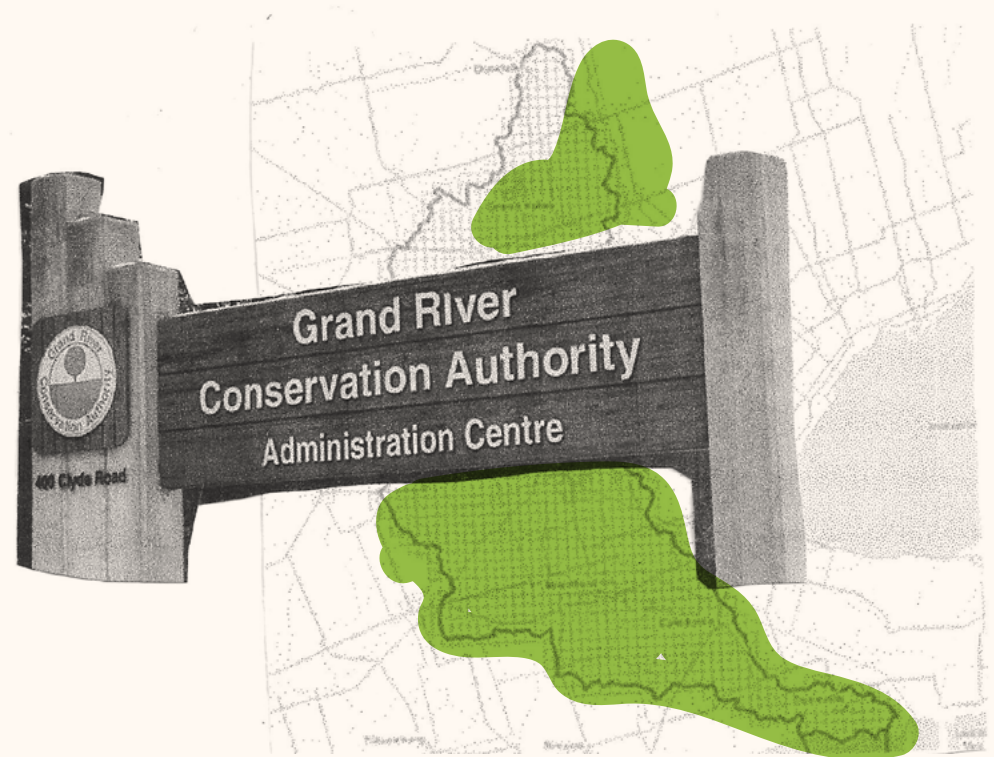 Grand RIver
Conservation Authority
Administration Centre
Grand River
Conservation Authority
400 Clyde Road